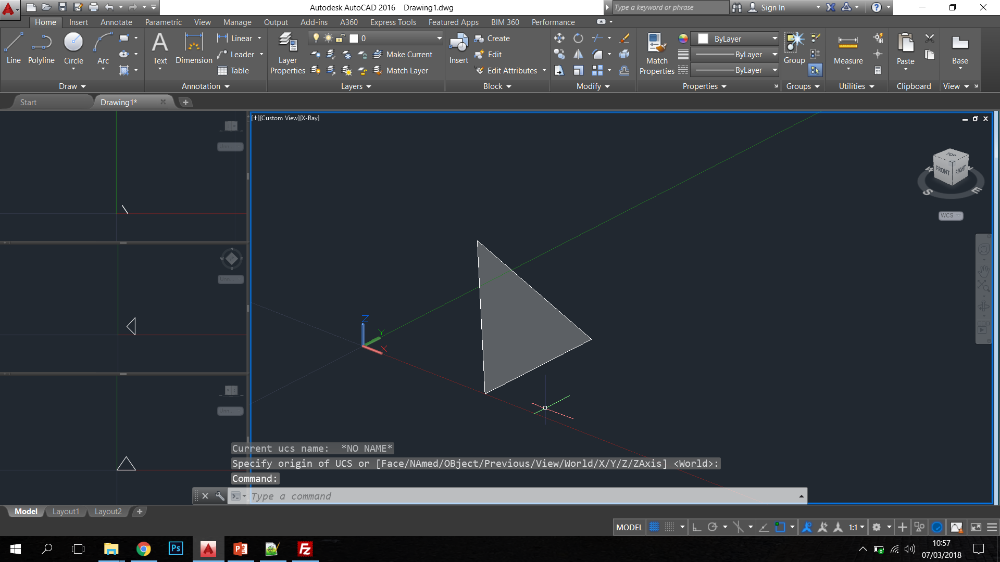 Autodesk AutoCAD 2016 Drawing1.dwg
Type a keyword or phrase
Sign In
Home Insert Annotate Parametric View Manage Output Add-ins A360 Express Tools Featured Apps BIM 360 Performance
Line Polyline Circle Arc
Draw
Text Dimension
Linear
Leader
Table
Annotation
Layer Properties
0
Make Current
Match Layer
Layers
Insert
Create
Edit
Edit Attributes
Block
Modify
Match Properties
ByLayer
ByLayer
ByLayer
Properties
Group
Groups
Measure
Utilities
Paste
Clipboard
Base
View
Start Drawing1*
[+][Custom View][X-Ray]
TOP
FRONT RIGHT
W
S E
WCS
N
W E
S
Z
Y
X
Current ucs name: *NO NAME*
Specify origin of UCS or [Face/NAmed/OBject/Previous/View/World/X/Y/Z/ZAxis] <World>:
Command:
Type a command
Model Layout1 Layout2
MODEL 1:1
Ps
10:57
07/03/2018